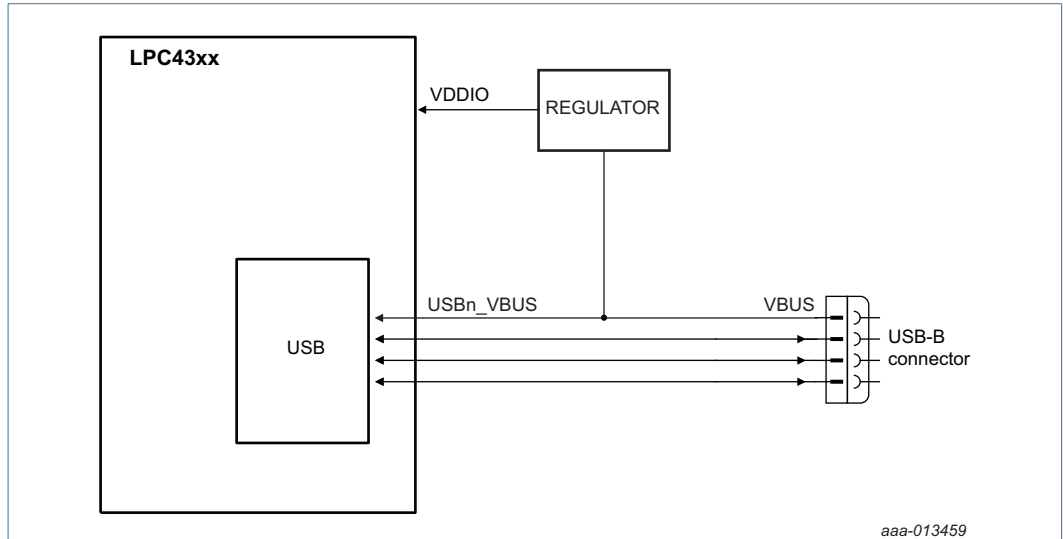 LPC43xx
VDDIO
REGULATOR
USBn_VBUS
VBUS
USB
USB-B
connector
aaa-013459